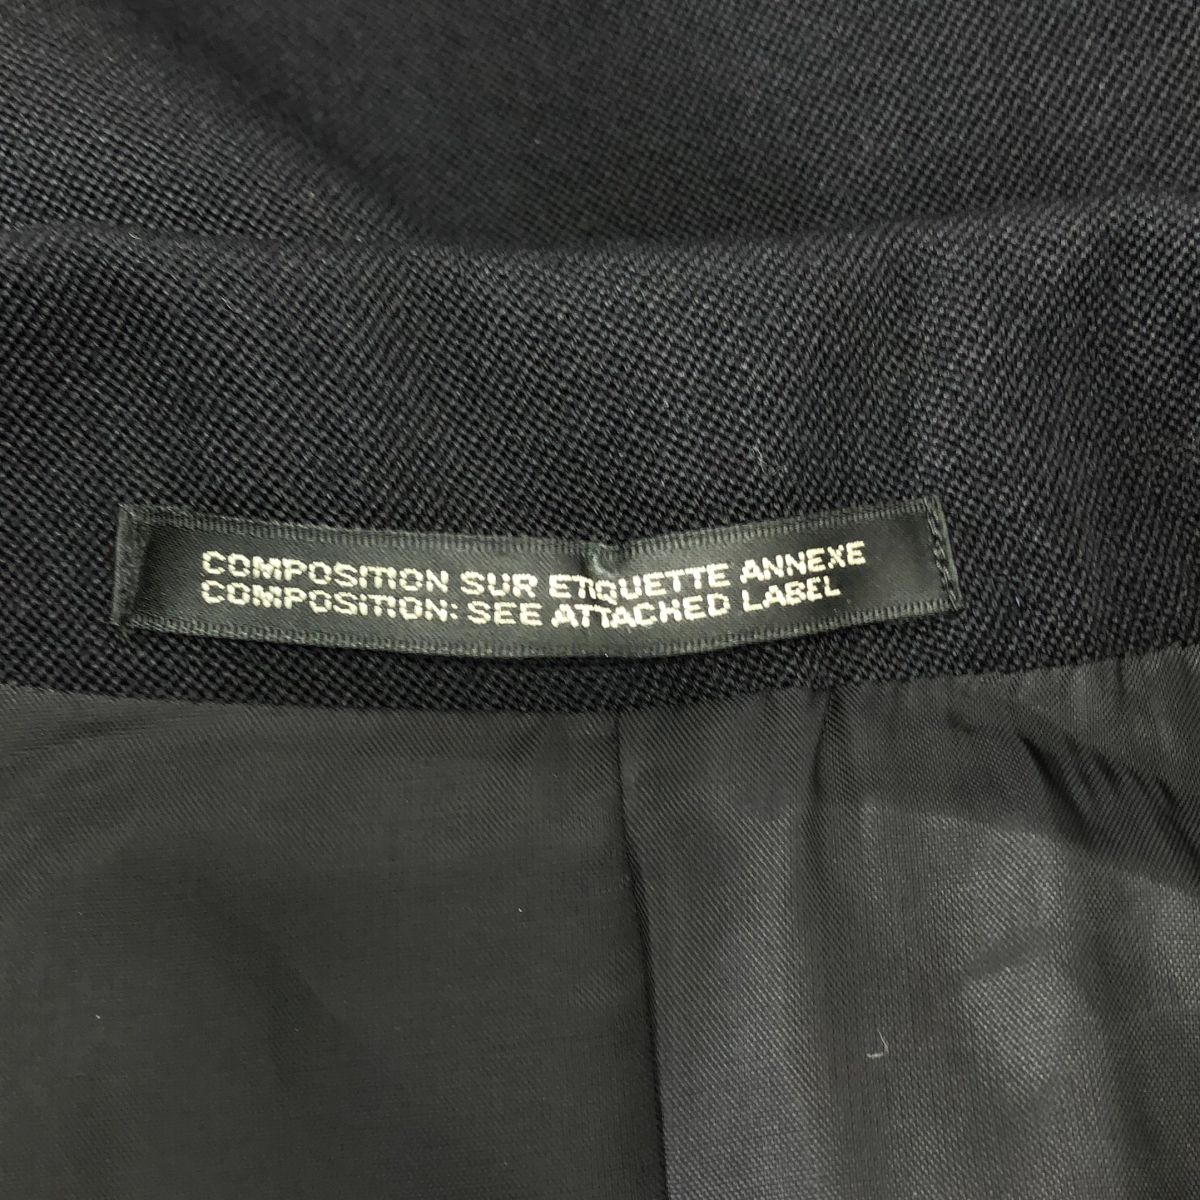 COMPOSITION SUR ETIQUETTE ANNEXE
COMPOSITION: SEE ATTACHED LABEL